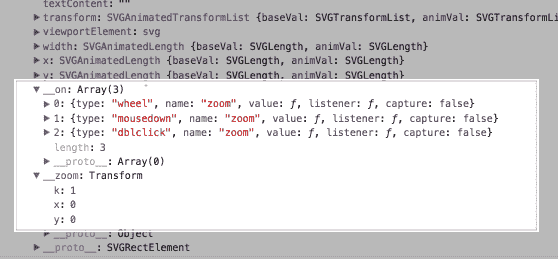 textContent: ""
▶ transform: SVGAnimatedTransformList {baseVal: SVGTransformList, animVal: SVGTransformList}
▶ viewportElement: svg
▶ width: SVGAnimatedLength {baseVal: SVGLength, animVal: SVGLength}
▶ x: SVGAnimatedLength {baseVal: SVGLength, animVal: SVGLength}
▶ y: SVGAnimatedLength {baseVal: SVGLength, animVal: SVGLength}
▼ __on: Array(3)
▶ 0: {type: "wheel", name: "zoom", value: ƒ, listener: ƒ, capture: false}
▶ 1: {type: "mousedown", name: "zoom", value: ƒ, listener: ƒ, capture: false}
▶ 2: {type: "dblclick", name: "zoom", value: ƒ, listener: ƒ, capture: false}
length: 3
▶ __proto__: Array(0)
▼ __zoom: Transform
k: 1
x: 0
y: 0
▶ __proto__: Object
▶ __proto__: SVGRectElement